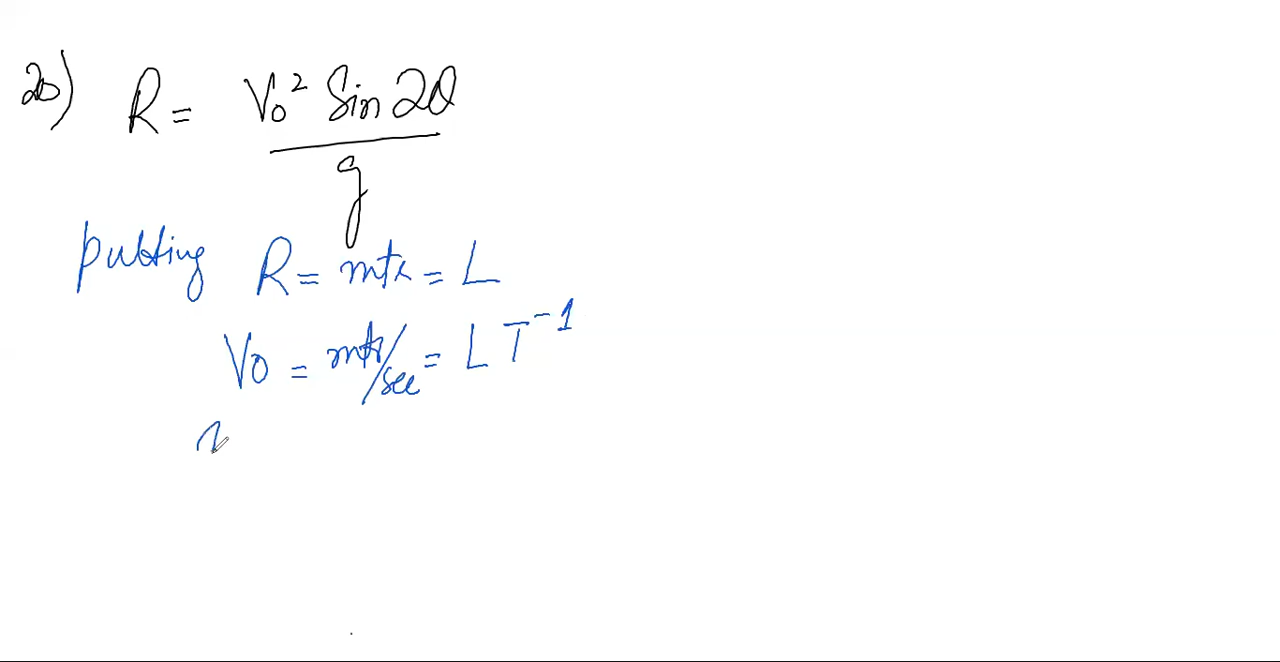 20) R = V₀² Sin 2θ / g
putting R = mtr = L
V₀ = mtr/sec = L T⁻¹